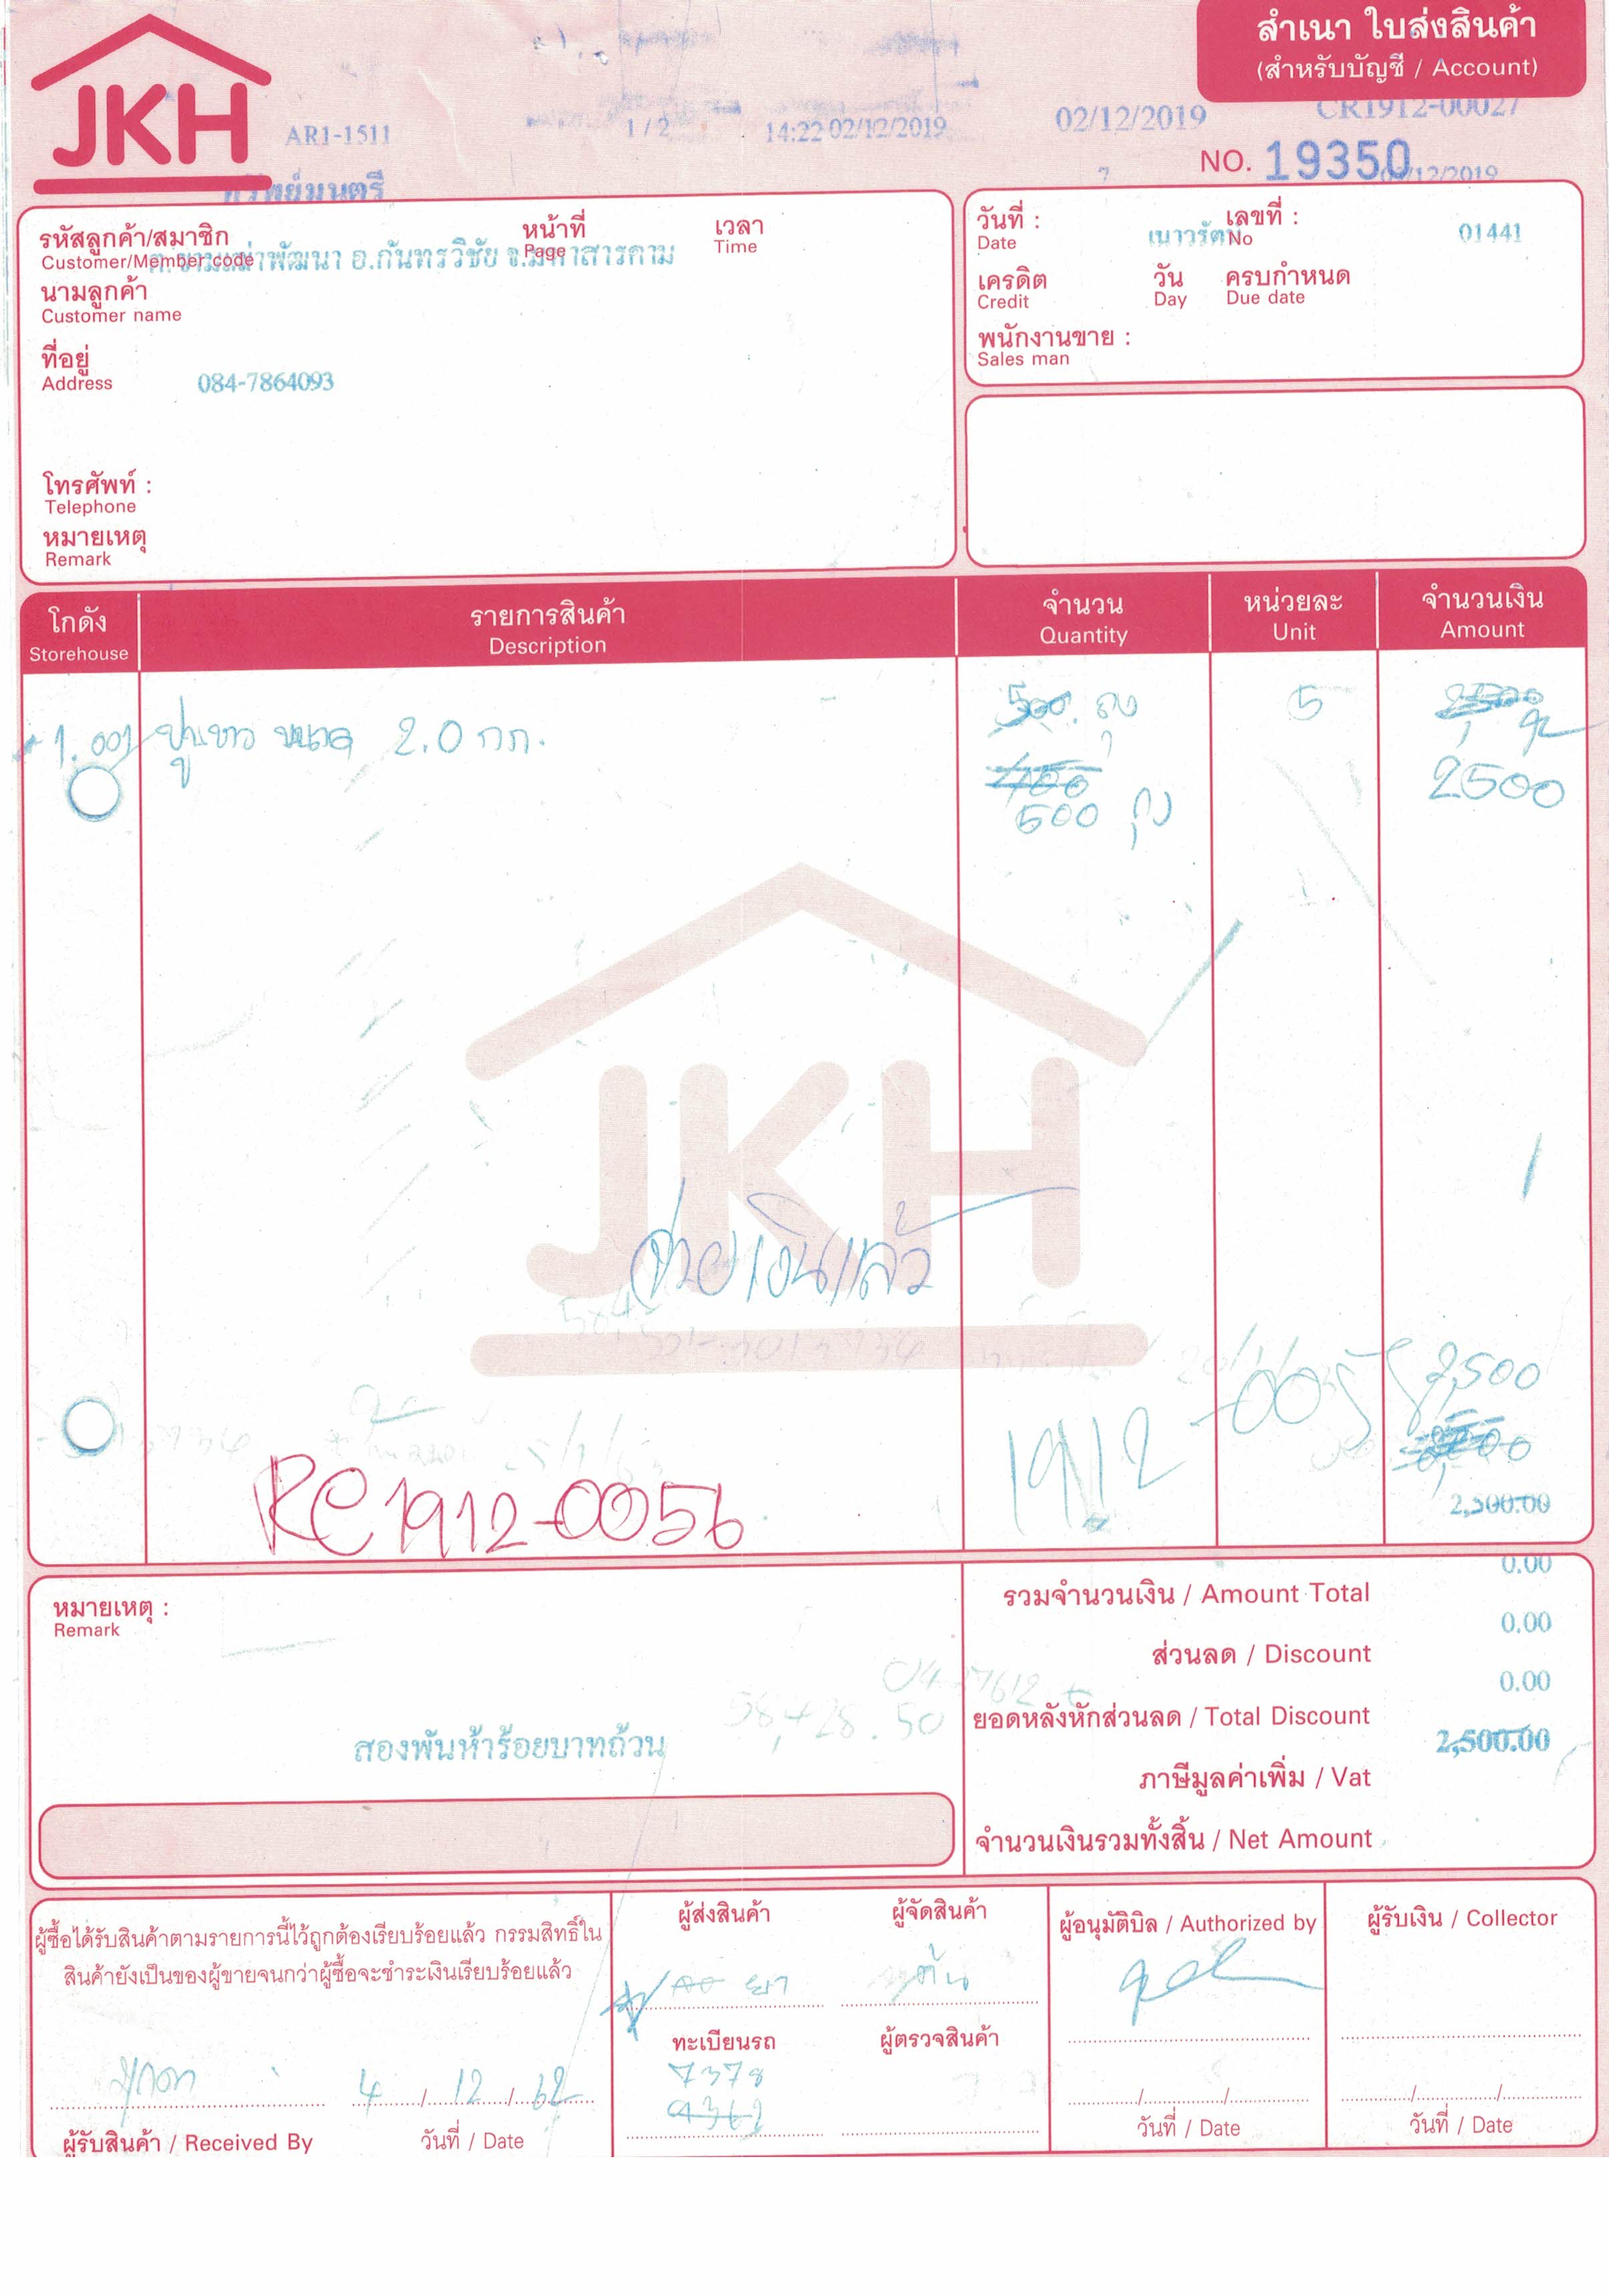 สำเนา ใบส่งสินค้า
(สำหรับบัญชี / Account)
JKH
AR1-1511
1 / 2
14:22 02/12/2019
02/12/2019
CR1912-00027
NO. 19350
7
/12/2019
ทรัพย์มนตรี
รหัสลูกค้า/สมาชิก
Customer/Member code
หน้าที่
Page
เวลา
Time
พัฒนา อ.กันทรวิชัย จ.มหาสารคาม
นามลูกค้า
Customer name
ที่อยู่
Address
084-7864093
โทรศัพท์ :
Telephone
หมายเหตุ
Remark
วันที่ :
Date
เนาวรัตน์
เลขที่ :
No
01441
เครดิต
Credit
วัน
Day
ครบกำหนด
Due date
พนักงานขาย :
Sales man
โกดัง
Storehouse
รายการสินค้า
Description
จำนวน
Quantity
หน่วยละ
Unit
จำนวนเงิน
Amount
1.001 ปูนขาว ขนาด 2.0 กก. 500 ถุง 5 2500
500 ถุง 2500
JKH
จ่ายเงินแล้ว
2,500
RC1912-0056
2,500.00
0.00
หมายเหตุ :
Remark
รวมจำนวนเงิน / Amount Total
0.00
ส่วนลด / Discount
0.00
58,428.50
ยอดหลังหักส่วนลด / Total Discount
สองพันห้าร้อยบาทถ้วน
2,500.00
ภาษีมูลค่าเพิ่ม / Vat
จำนวนเงินรวมทั้งสิ้น / Net Amount
ผู้ซื้อได้รับสินค้าตามรายการนี้ไว้ถูกต้องเรียบร้อยแล้ว กรรมสิทธิ์ใน
สินค้ายังเป็นของผู้ขายจนกว่าผู้ซื้อจะชำระเงินเรียบร้อยแล้ว
ผู้ส่งสินค้า
ผู้จัดสินค้า
ผู้อนุมัติบิล / Authorized by
ผู้รับเงิน / Collector
ต้น
ทะเบียนรถ
ผู้ตรวจสินค้า
7378
4 / 12 / 62
ผู้รับสินค้า / Received By
วันที่ / Date
วันที่ / Date
วันที่ / Date